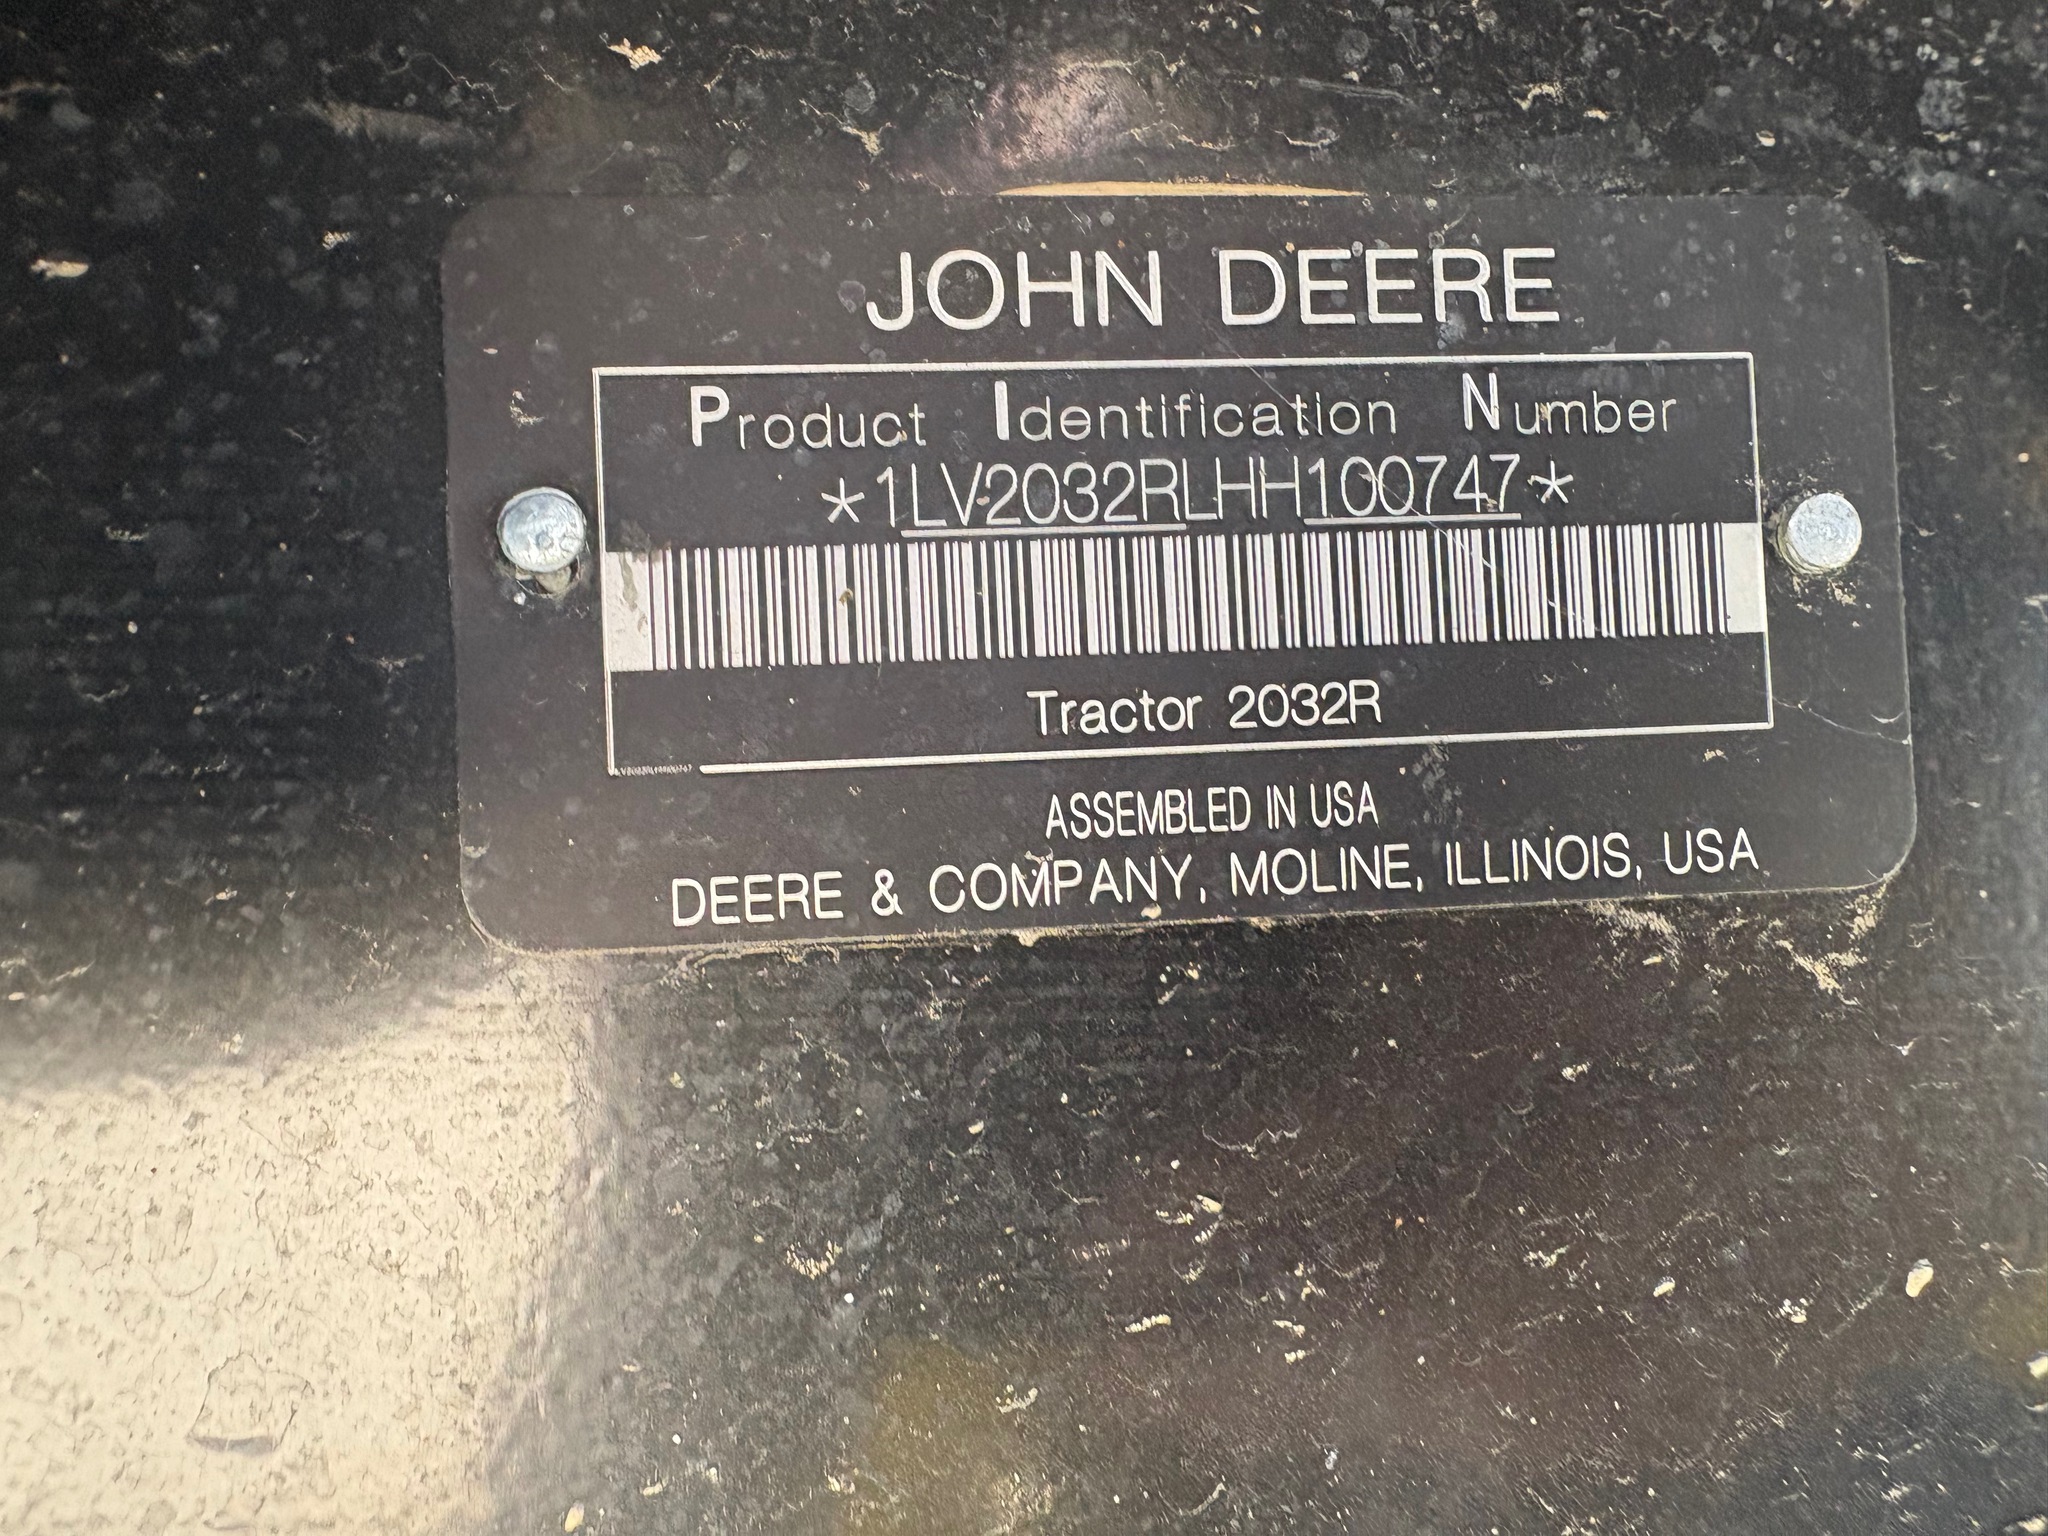 JOHN DEERE
Product Identification Number
*1LV2032RLHH100747*
Tractor 2032R
ASSEMBLED IN USA
DEERE & COMPANY, MOLINE, ILLINOIS, USA